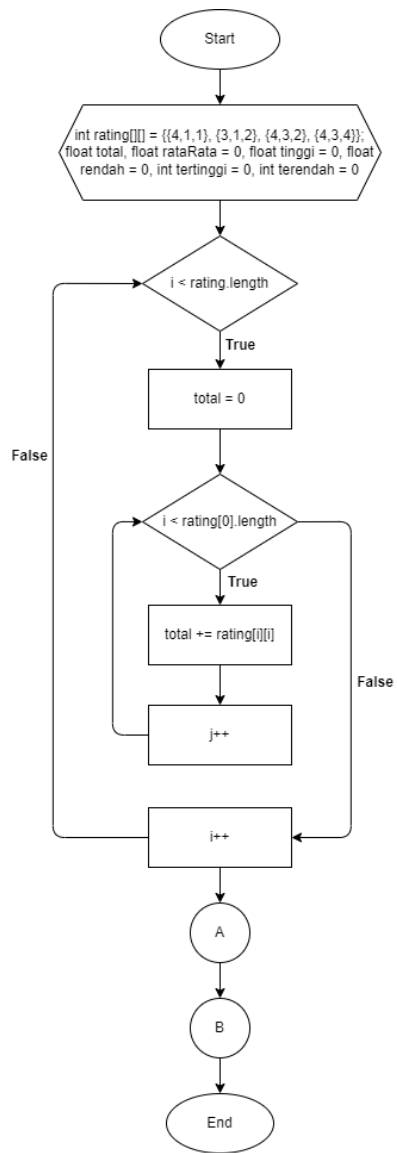 Start
int rating[][] = {{4,1,1}, {3,1,2}, {4,3,2}, {4,3,4}};
float total, float rataRata = 0, float tinggi = 0, float
rendah = 0, int tertinggi = 0, int terendah = 0
i < rating.length
True
total = 0
False
i < rating[0].length
True
total += rating[i][i]
False
j++
i++
A
B
End